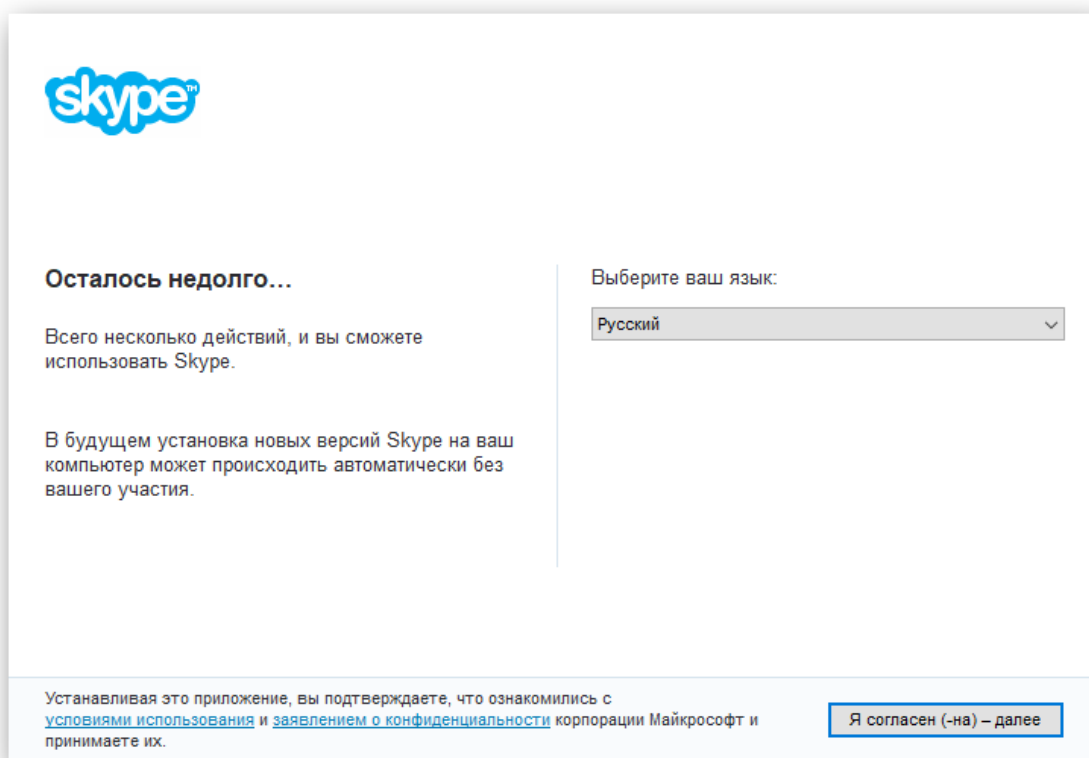 skype™
Осталось недолго...
Всего несколько действий, и вы сможете
использовать Skype.
В будущем установка новых версий Skype на ваш
компьютер может происходить автоматически без
вашего участия.
Выберите ваш язык:
Русский
Устанавливая это приложение, вы подтверждаете, что ознакомились с
условиями использования и заявлением о конфиденциальности корпорации Майкрософт и
принимаете их.
Я согласен (-на) – далее